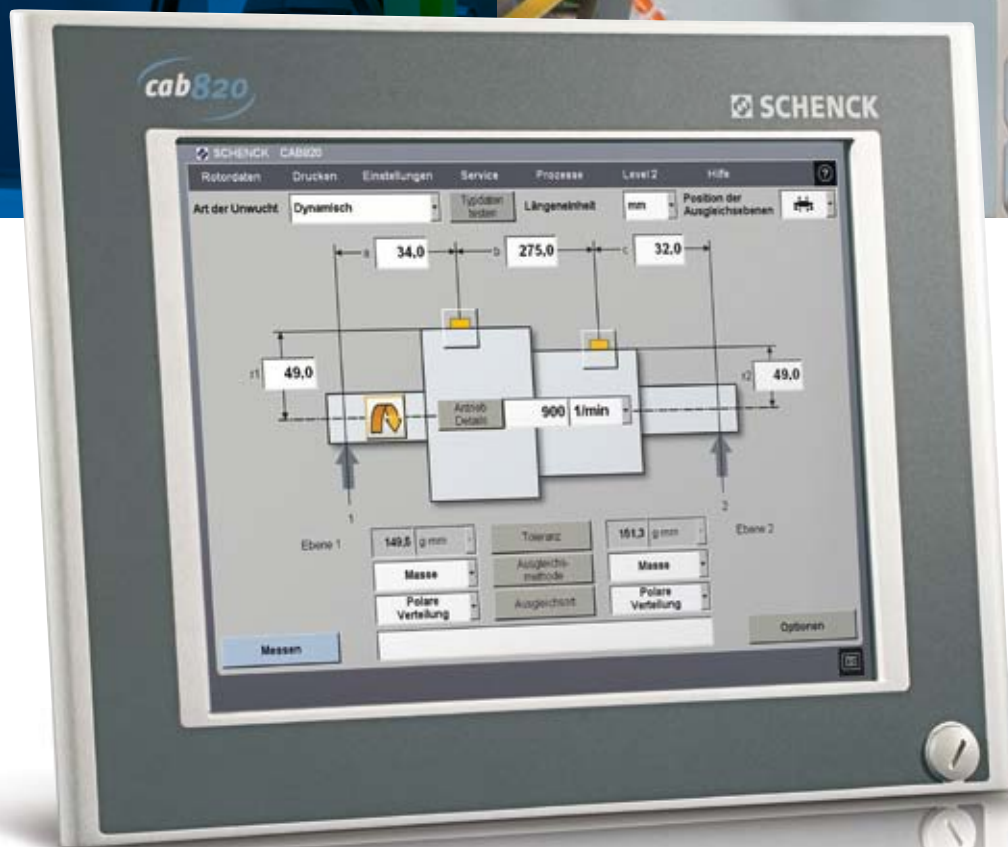 cab820
SCHENCK
SCHENCK CAB820
Rotordaten Drucken Einstellungen Service Prozesse Level 2 Hilfe ?
Art der Unwucht Dynamisch Typdaten testen Längeneinheit mm Position der Ausgleichsebenen
a 34,0 b 275,0 c 32,0
r1 49,0
r2 49,0
Antrieb Details 900 1/min
1
2
Ebene 1 149,5 g mm Toleranz 151,3 g mm Ebene 2
Masse Ausgleichs-methode Masse
Polare Verteilung Ausgleichsort Polare Verteilung
Messen Optionen